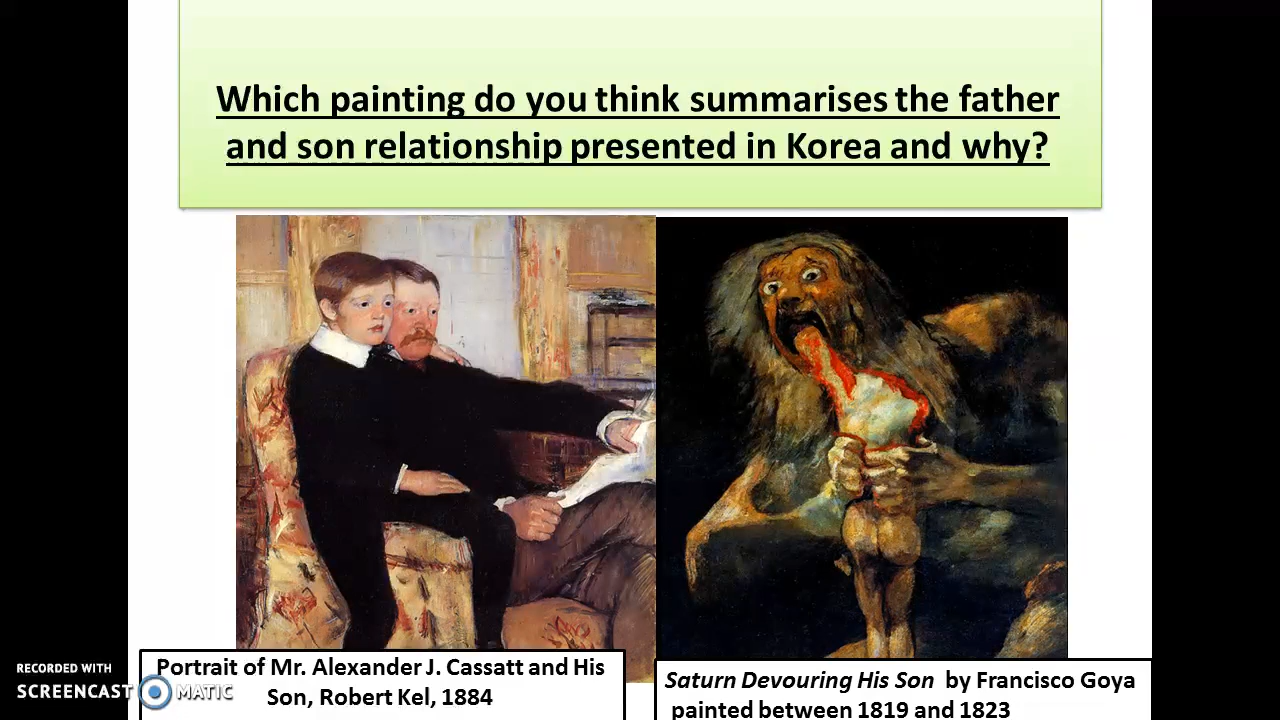 Which painting do you think summarises the father
and son relationship presented in Korea and why?
Portrait of Mr. Alexander J. Cassatt and His
Son, Robert Kel, 1884
Saturn Devouring His Son by Francisco Goya
painted between 1819 and 1823
RECORDED WITH
SCREENCAST MATIC